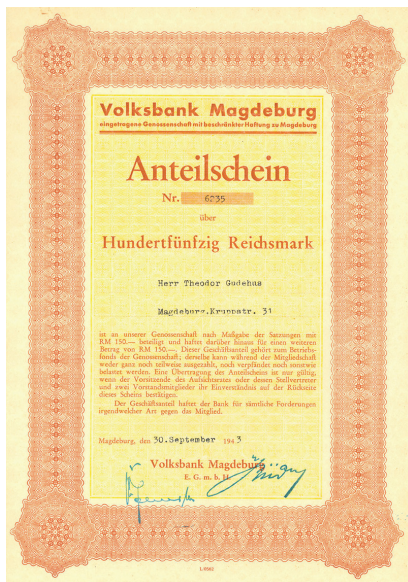 Volksbank Magdeburg
eingetragene Genossenschaft mit beschränkter Haftung zu Magdeburg
Anteilschein
Nr. 6235
über
Hundertfünfzig Reichsmark
Herr Theodor Gudehus
Magdeburg,Kruppstr. 31
ist an unserer Genossenschaft nach Maßgabe der Satzungen mit
RM 150.— beteiligt und haftet darüber hinaus für einen weiteren
Betrag von RM 150.—. Dieser Geschäftsanteil gehört zum Betriebs-
fonds der Genossenschaft; derselbe kann während der Mitgliedschaft
weder ganz noch teilweise ausgezahlt, noch verpfändet noch sonstwie
belastet werden. Eine Übertragung des Anteilscheins ist nur gültig,
wenn der Vorsitzende des Aufsichtsrates oder dessen Stellvertreter
und zwei Vorstandsmitglieder ihr Einverständnis auf der Rückseite
dieses Scheins bestätigen.
Der Geschäftsanteil haftet der Bank für sämtliche Forderungen
irgendwelcher Art gegen das Mitglied.
Magdeburg, den 30.September 1943
Volksbank Magdeburg
E. G. m. b. H.